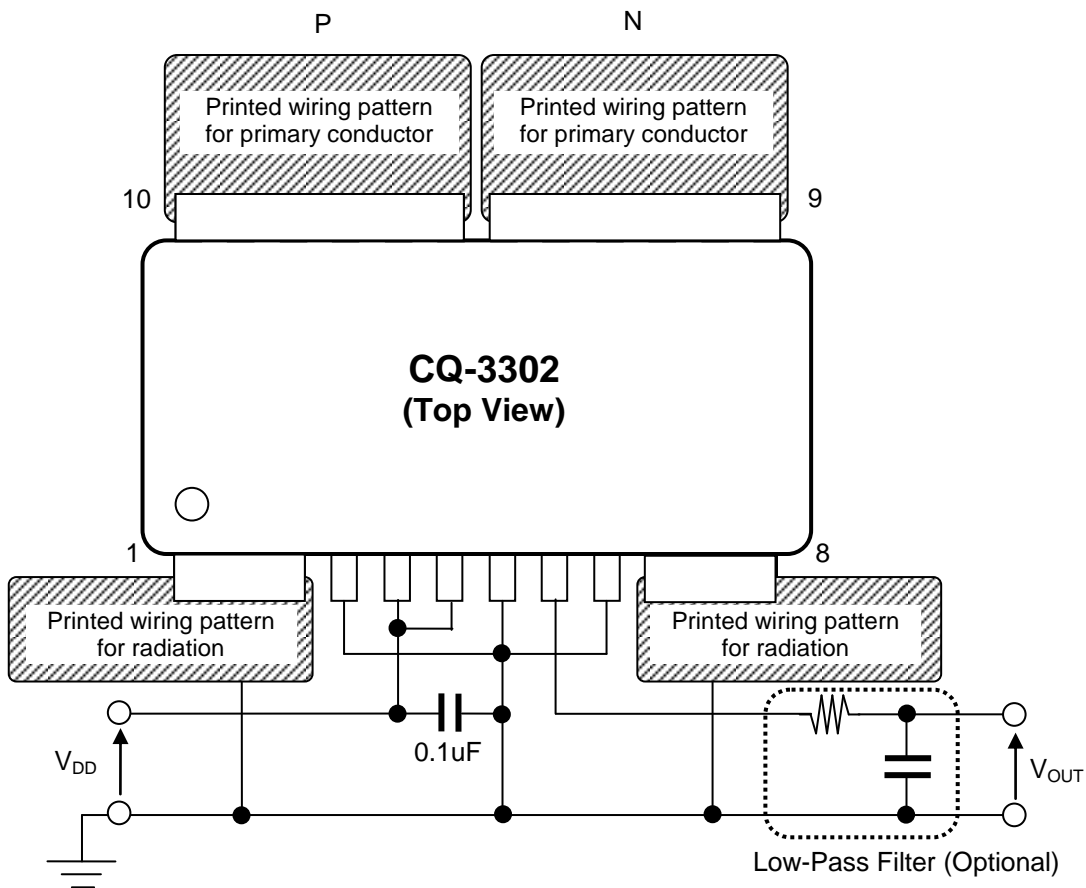 P
N
Printed wiring pattern
for primary conductor
Printed wiring pattern
for primary conductor
10
9
CQ-3302
(Top View)
1
8
Printed wiring pattern
for radiation
Printed wiring pattern
for radiation
0.1uF
VDD
VOUT
Low-Pass Filter (Optional)